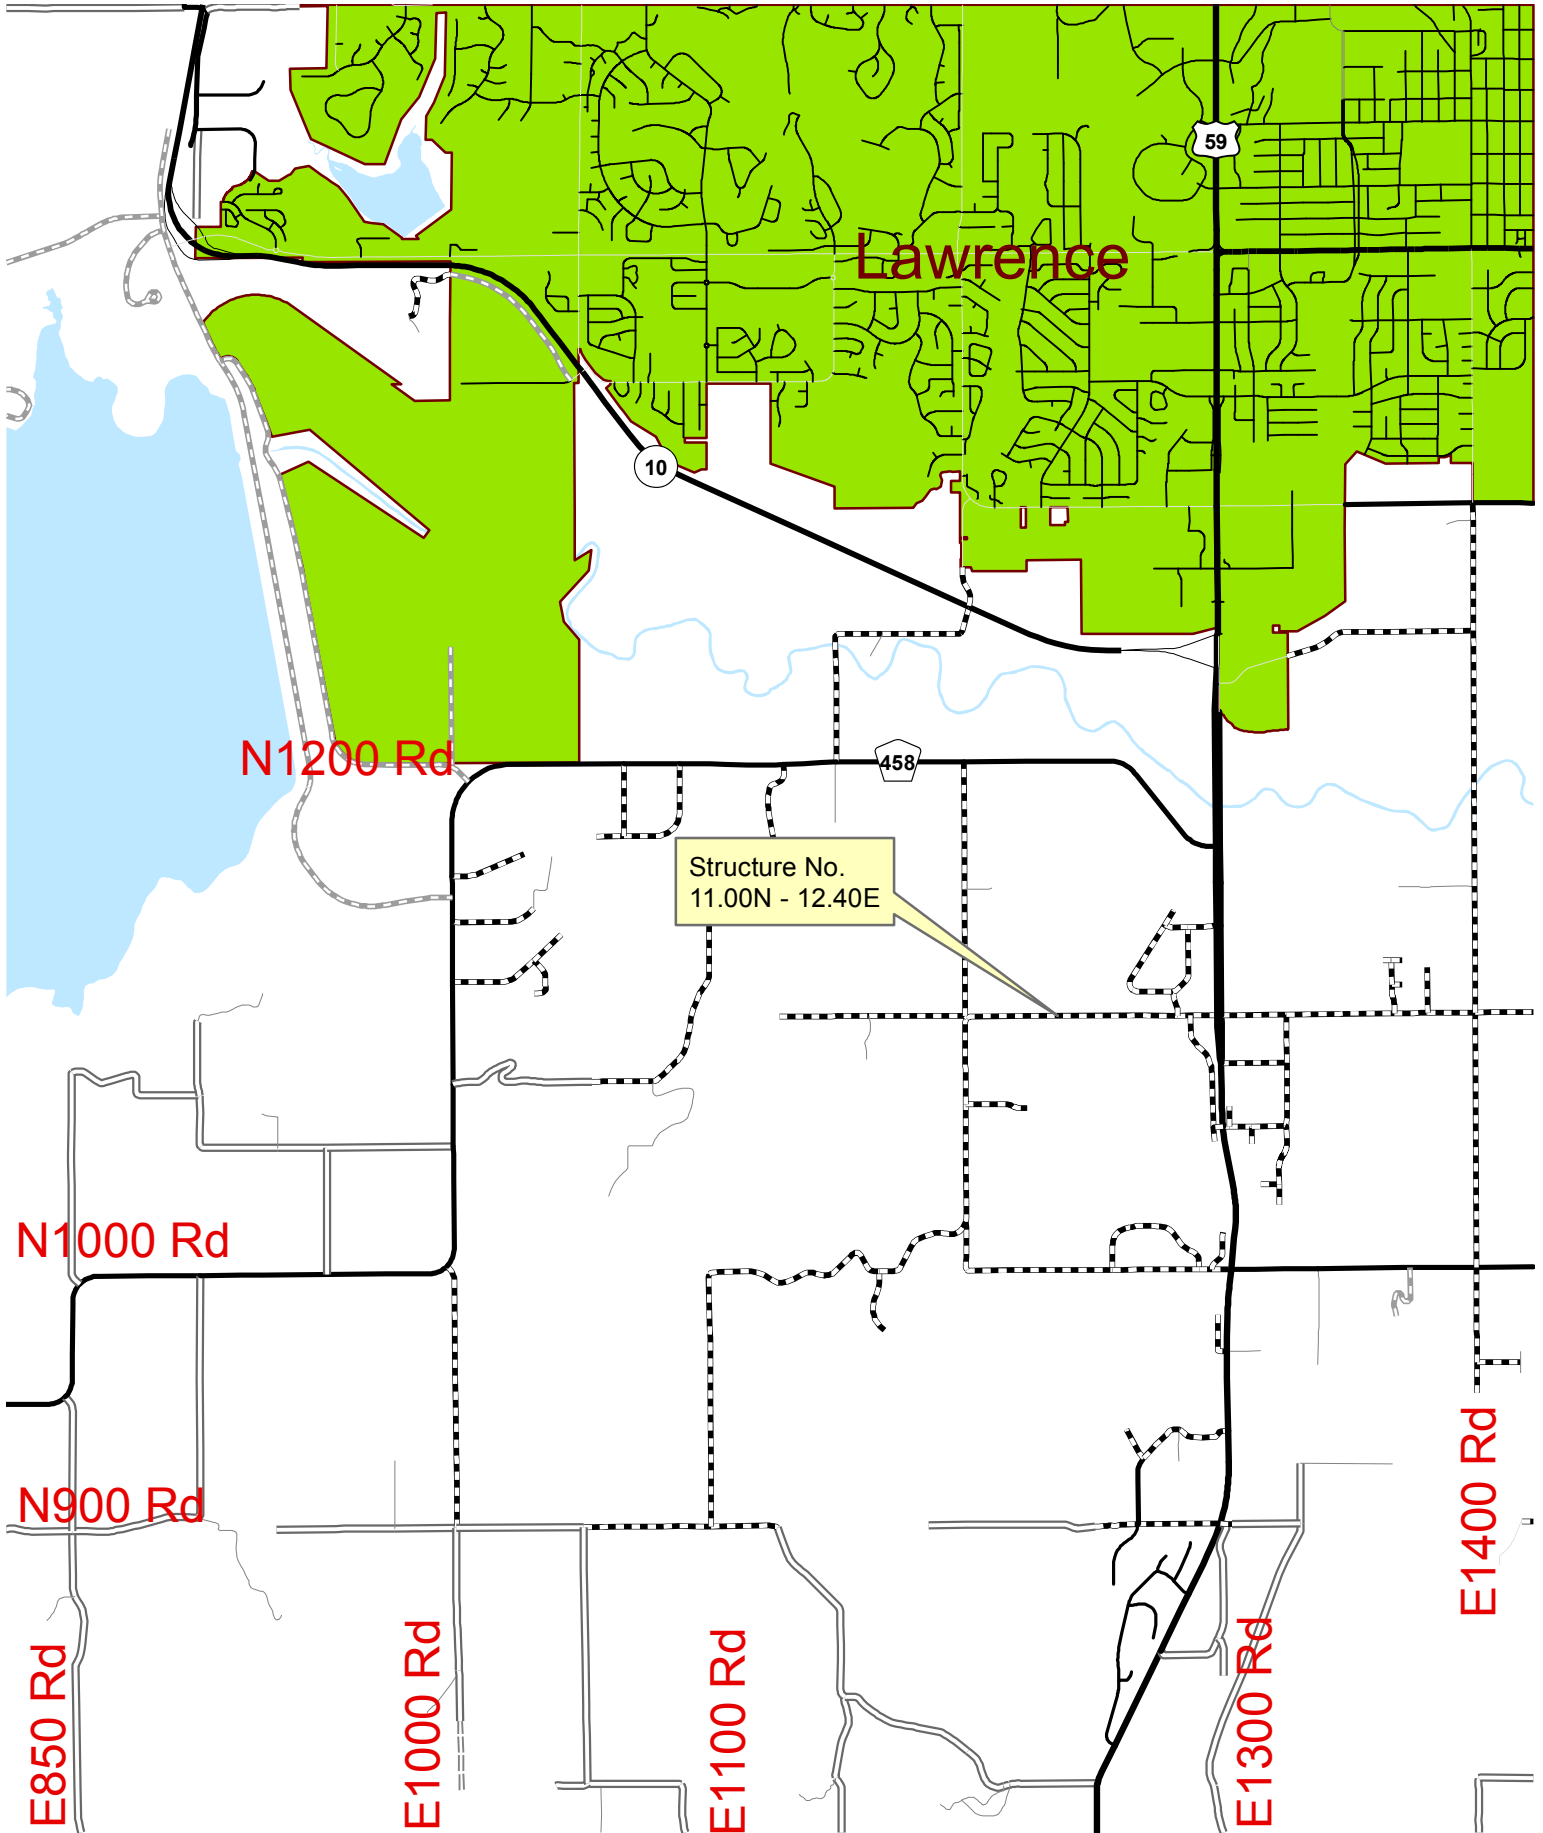 59
Lawrence
10
N1200 Rd
458
Structure No.
11.00N - 12.40E
N1000 Rd
N900 Rd
E1400 Rd
E850 Rd
E1000 Rd
E1100 Rd
E1300 Rd